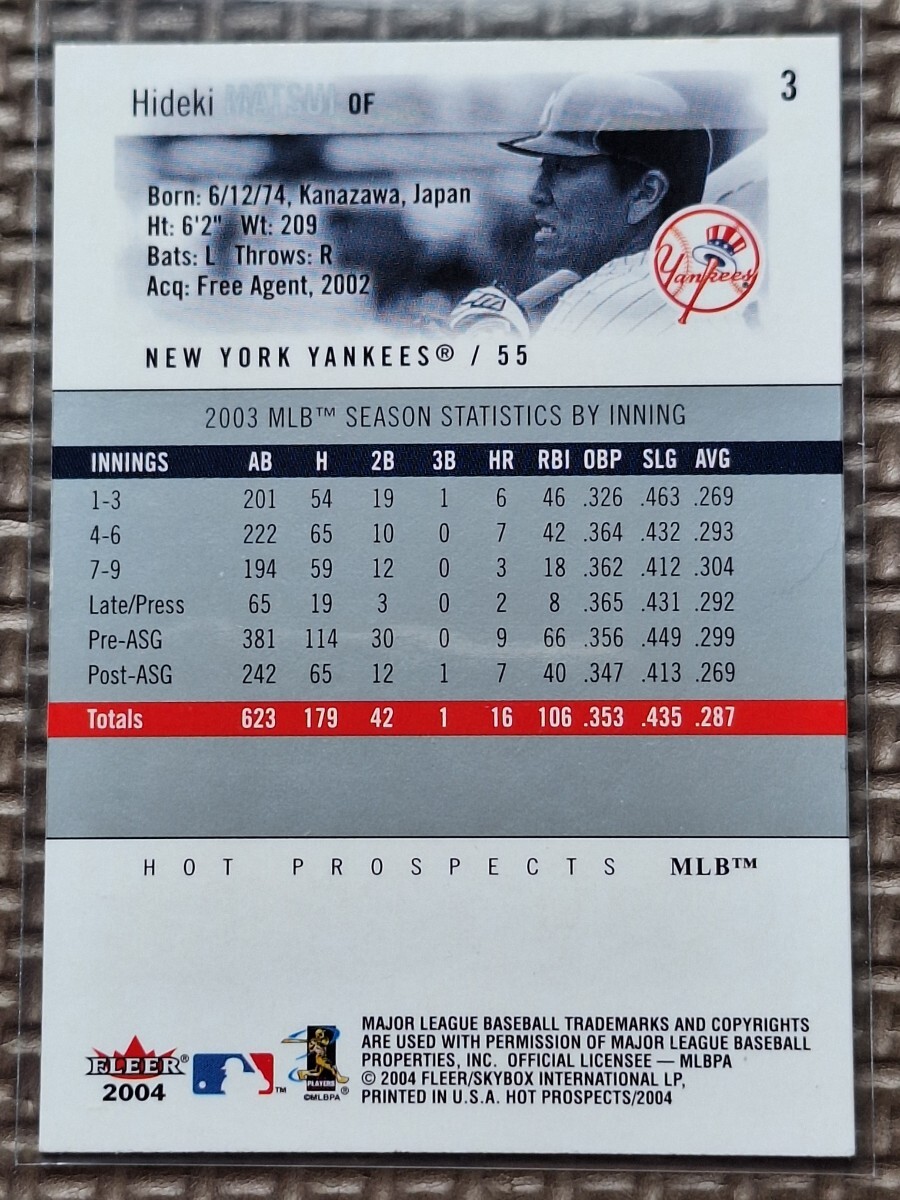 3
Hideki MATSUI OF
Born: 6/12/74, Kanazawa, Japan
Ht: 6'2" Wt: 209
Bats: L Throws: R
Acq: Free Agent, 2002
Yankees
NEW YORK YANKEES® / 55
2003 MLB™ SEASON STATISTICS BY INNING
INNINGS AB H 2B 3B HR RBI OBP SLG AVG
1-3 201 54 19 1 6 46 .326 .463 .269
4-6 222 65 10 0 7 42 .364 .432 .293
7-9 194 59 12 0 3 18 .362 .412 .304
Late/Press 65 19 3 0 2 8 .365 .431 .292
Pre-ASG 381 114 30 0 9 66 .356 .449 .299
Post-ASG 242 65 12 1 7 40 .347 .413 .269
Totals 623 179 42 1 16 106 .353 .435 .287
HOT PROSPECTS MLB™
FLEER®
2004
™
PLAYERS
®
©MLBPA
MAJOR LEAGUE BASEBALL TRADEMARKS AND COPYRIGHTS
ARE USED WITH PERMISSION OF MAJOR LEAGUE BASEBALL
PROPERTIES, INC. OFFICIAL LICENSEE — MLBPA
© 2004 FLEER/SKYBOX INTERNATIONAL LP,
PRINTED IN U.S.A. HOT PROSPECTS/2004